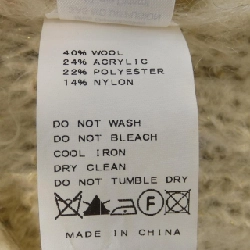 40% WOOL
24% ACRYLIC
22% POLYESTER
14% NYLON
DO NOT WASH
DO NOT BLEACH
COOL IRON
DRY CLEAN
DO NOT TUMBLE DRY
F
MADE IN CHINA